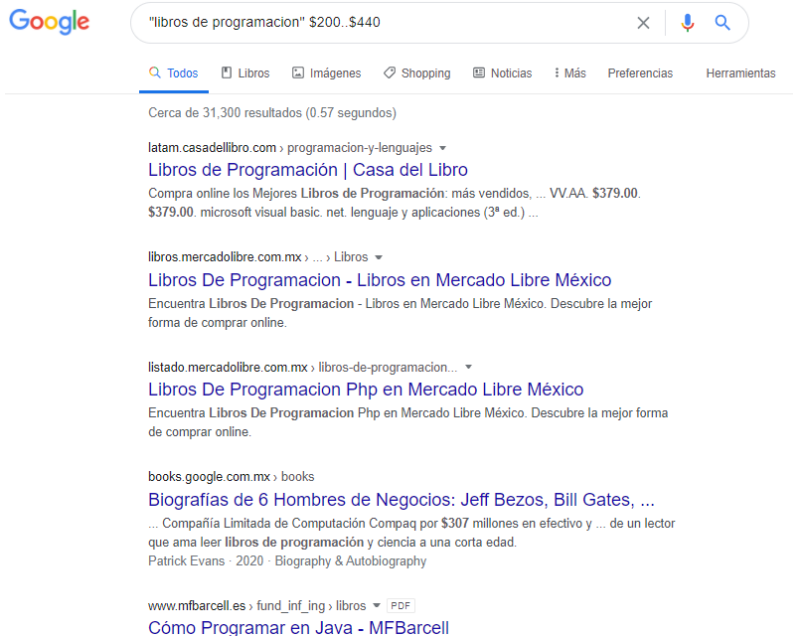 Google
"libros de programacion" $200..$440
Todos Libros Imágenes Shopping Noticias Más Preferencias Herramientas
Cerca de 31,300 resultados (0.57 segundos)
latam.casadellibro.com › programacion-y-lenguajes
Libros de Programación | Casa del Libro
Compra online los Mejores Libros de Programación: más vendidos, ... VV.AA. $379.00.
$379.00. microsoft visual basic. net. lenguaje y aplicaciones (3ª ed.) ...
libros.mercadolibre.com.mx › ... › Libros
Libros De Programacion - Libros en Mercado Libre México
Encuentra Libros De Programacion - Libros en Mercado Libre México. Descubre la mejor
forma de comprar online.
listado.mercadolibre.com.mx › libros-de-programacion...
Libros De Programacion Php en Mercado Libre México
Encuentra Libros De Programacion Php en Mercado Libre México. Descubre la mejor forma
de comprar online.
books.google.com.mx › books
Biografías de 6 Hombres de Negocios: Jeff Bezos, Bill Gates, ...
... Compañía Limitada de Computación Compaq por $307 millones en efectivo y ... de un lector
que ama leer libros de programación y ciencia a una corta edad.
Patrick Evans · 2020 · Biography & Autobiography
www.mfbarcell.es › fund_inf_ing › libros PDF
Cómo Programar en Java - MFBarcell